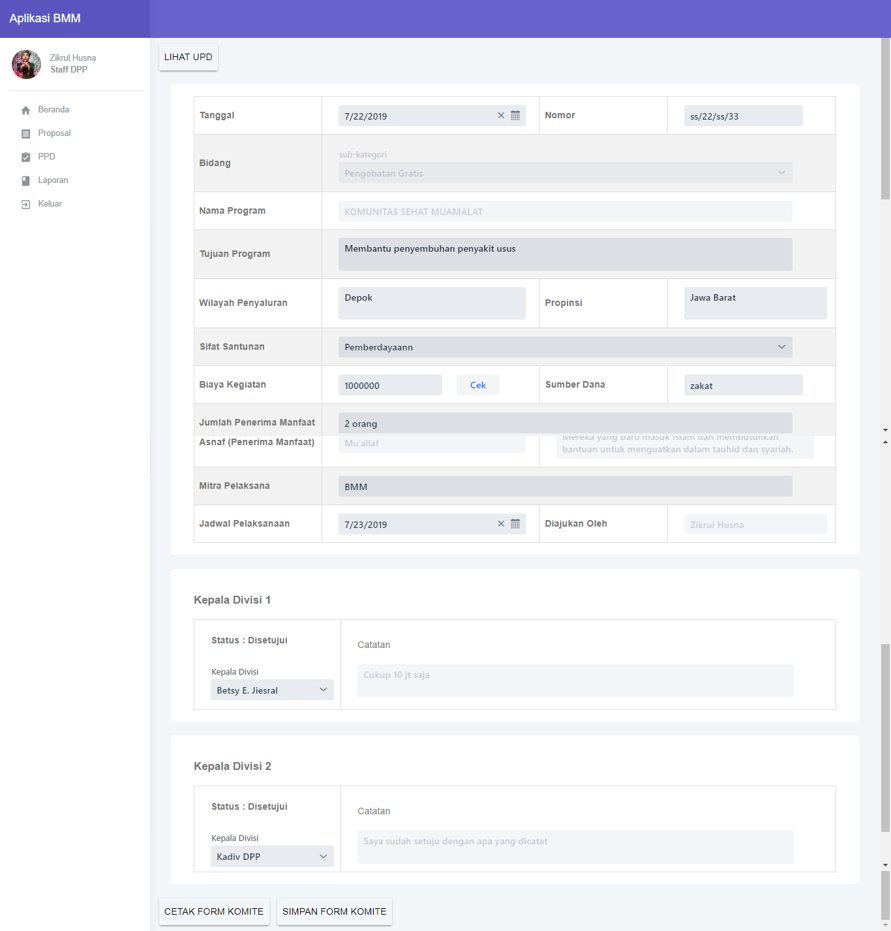 Aplikasi BMM
Zikrul Husna
Staff DPP
Beranda
Proposal
PPD
Laporan
Keluar
LIHAT UPD
Tanggal
7/22/2019
Nomor
ss/22/ss/33
Bidang
sub-kategori
Pengobatan Gratis
Nama Program
KOMUNITAS SEHAT MUAMALAT
Tujuan Program
Membantu penyembuhan penyakit usus
Wilayah Penyaluran
Depok
Propinsi
Jawa Barat
Sifat Santunan
Pemberdayaann
Biaya Kegiatan
1000000
Cek
Sumber Dana
zakat
Jumlah Penerima Manfaat
2 orang
Asnaf (Penerima Manfaat)
Mu'allaf
Mereka yang baru masuk Islam dan membutuhkan
bantuan untuk menguatkan dalam tauhid dan syariah.
Mitra Pelaksana
BMM
Jadwal Pelaksanaan
7/23/2019
Diajukan Oleh
Zikrul Husna
Kepala Divisi 1
Status : Disetujui
Catatan
Kepala Divisi
Cukup 10 jt saja
Betsy E. Jiesral
Kepala Divisi 2
Status : Disetujui
Catatan
Kepala Divisi
Saya sudah setuju dengan apa yang dicatat
Kadiv DPP
CETAK FORM KOMITE
SIMPAN FORM KOMITE